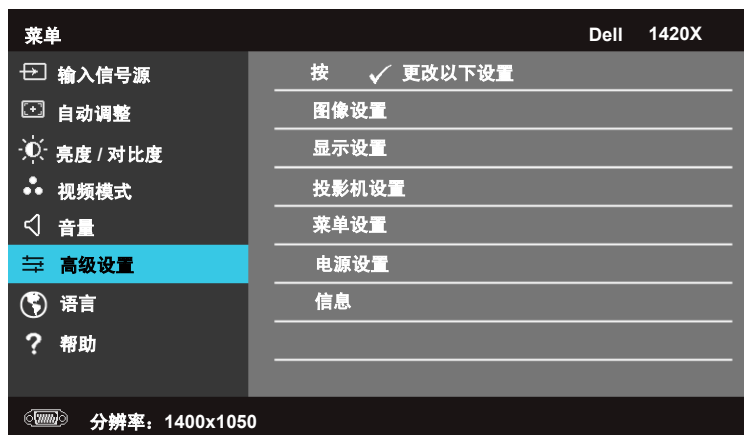 菜单 Dell 1420X
输入信号源
自动调整
亮度 / 对比度
视频模式
音量
高级设置
语言
? 帮助
按 ✓ 更改以下设置
图像设置
显示设置
投影机设置
菜单设置
电源设置
信息
分辨率：1400x1050